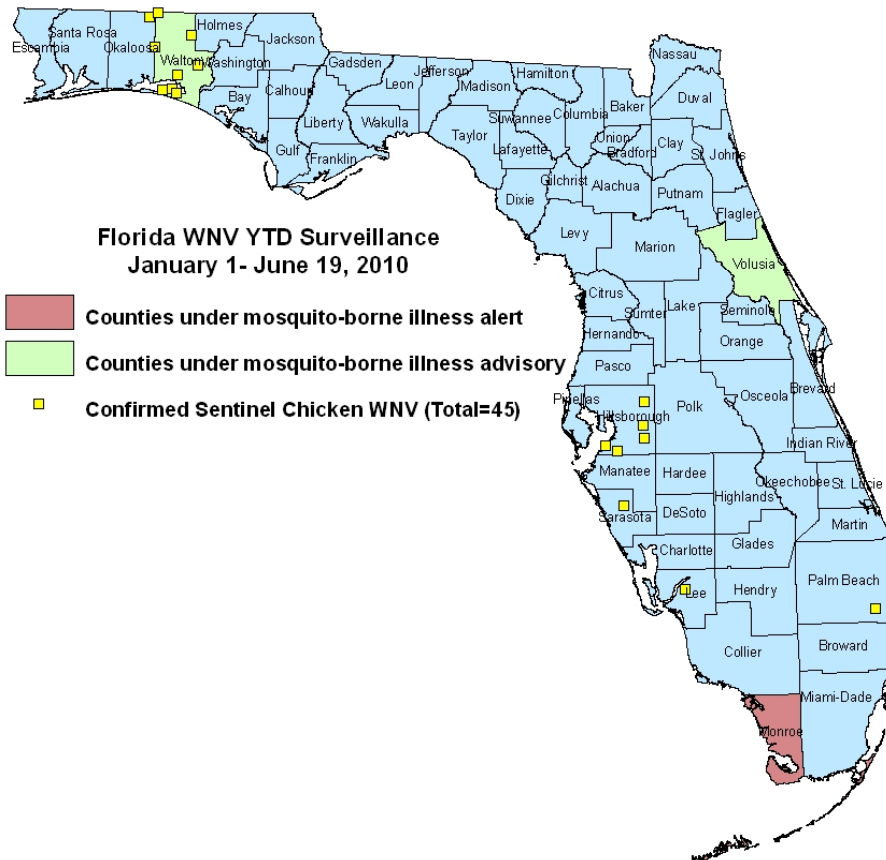 Holmes
Santa Rosa
Jackson
Escambia
Okaloosa
Walton
Washington
Gadsden
Nassau
Jefferson
Hamilton
Leon
Madison
Bay
Calhoun
Duval
Columbia
Baker
Suwannee
Liberty
Wakulla
Taylor
Union
Clay
Lafayette
Bradford
St. Johns
Gulf
Franklin
Gilchrist
Alachua
Putnam
Dixie
Flagler
Levy
Marion
Florida WNV YTD Surveillance
January 1- June 19, 2010
Volusia
Citrus
Sumter
Lake
Seminole
Counties under mosquito-borne illness alert
Hernando
Orange
Counties under mosquito-borne illness advisory
Pasco
Osceola
Brevard
Pinellas
Confirmed Sentinel Chicken WNV (Total=45)
Hillsborough
Polk
Indian River
Manatee
Hardee
Okeechobee
St. Lucie
Highlands
Sarasota
DeSoto
Martin
Charlotte
Glades
Palm Beach
Lee
Hendry
Broward
Collier
Miami-Dade
Monroe